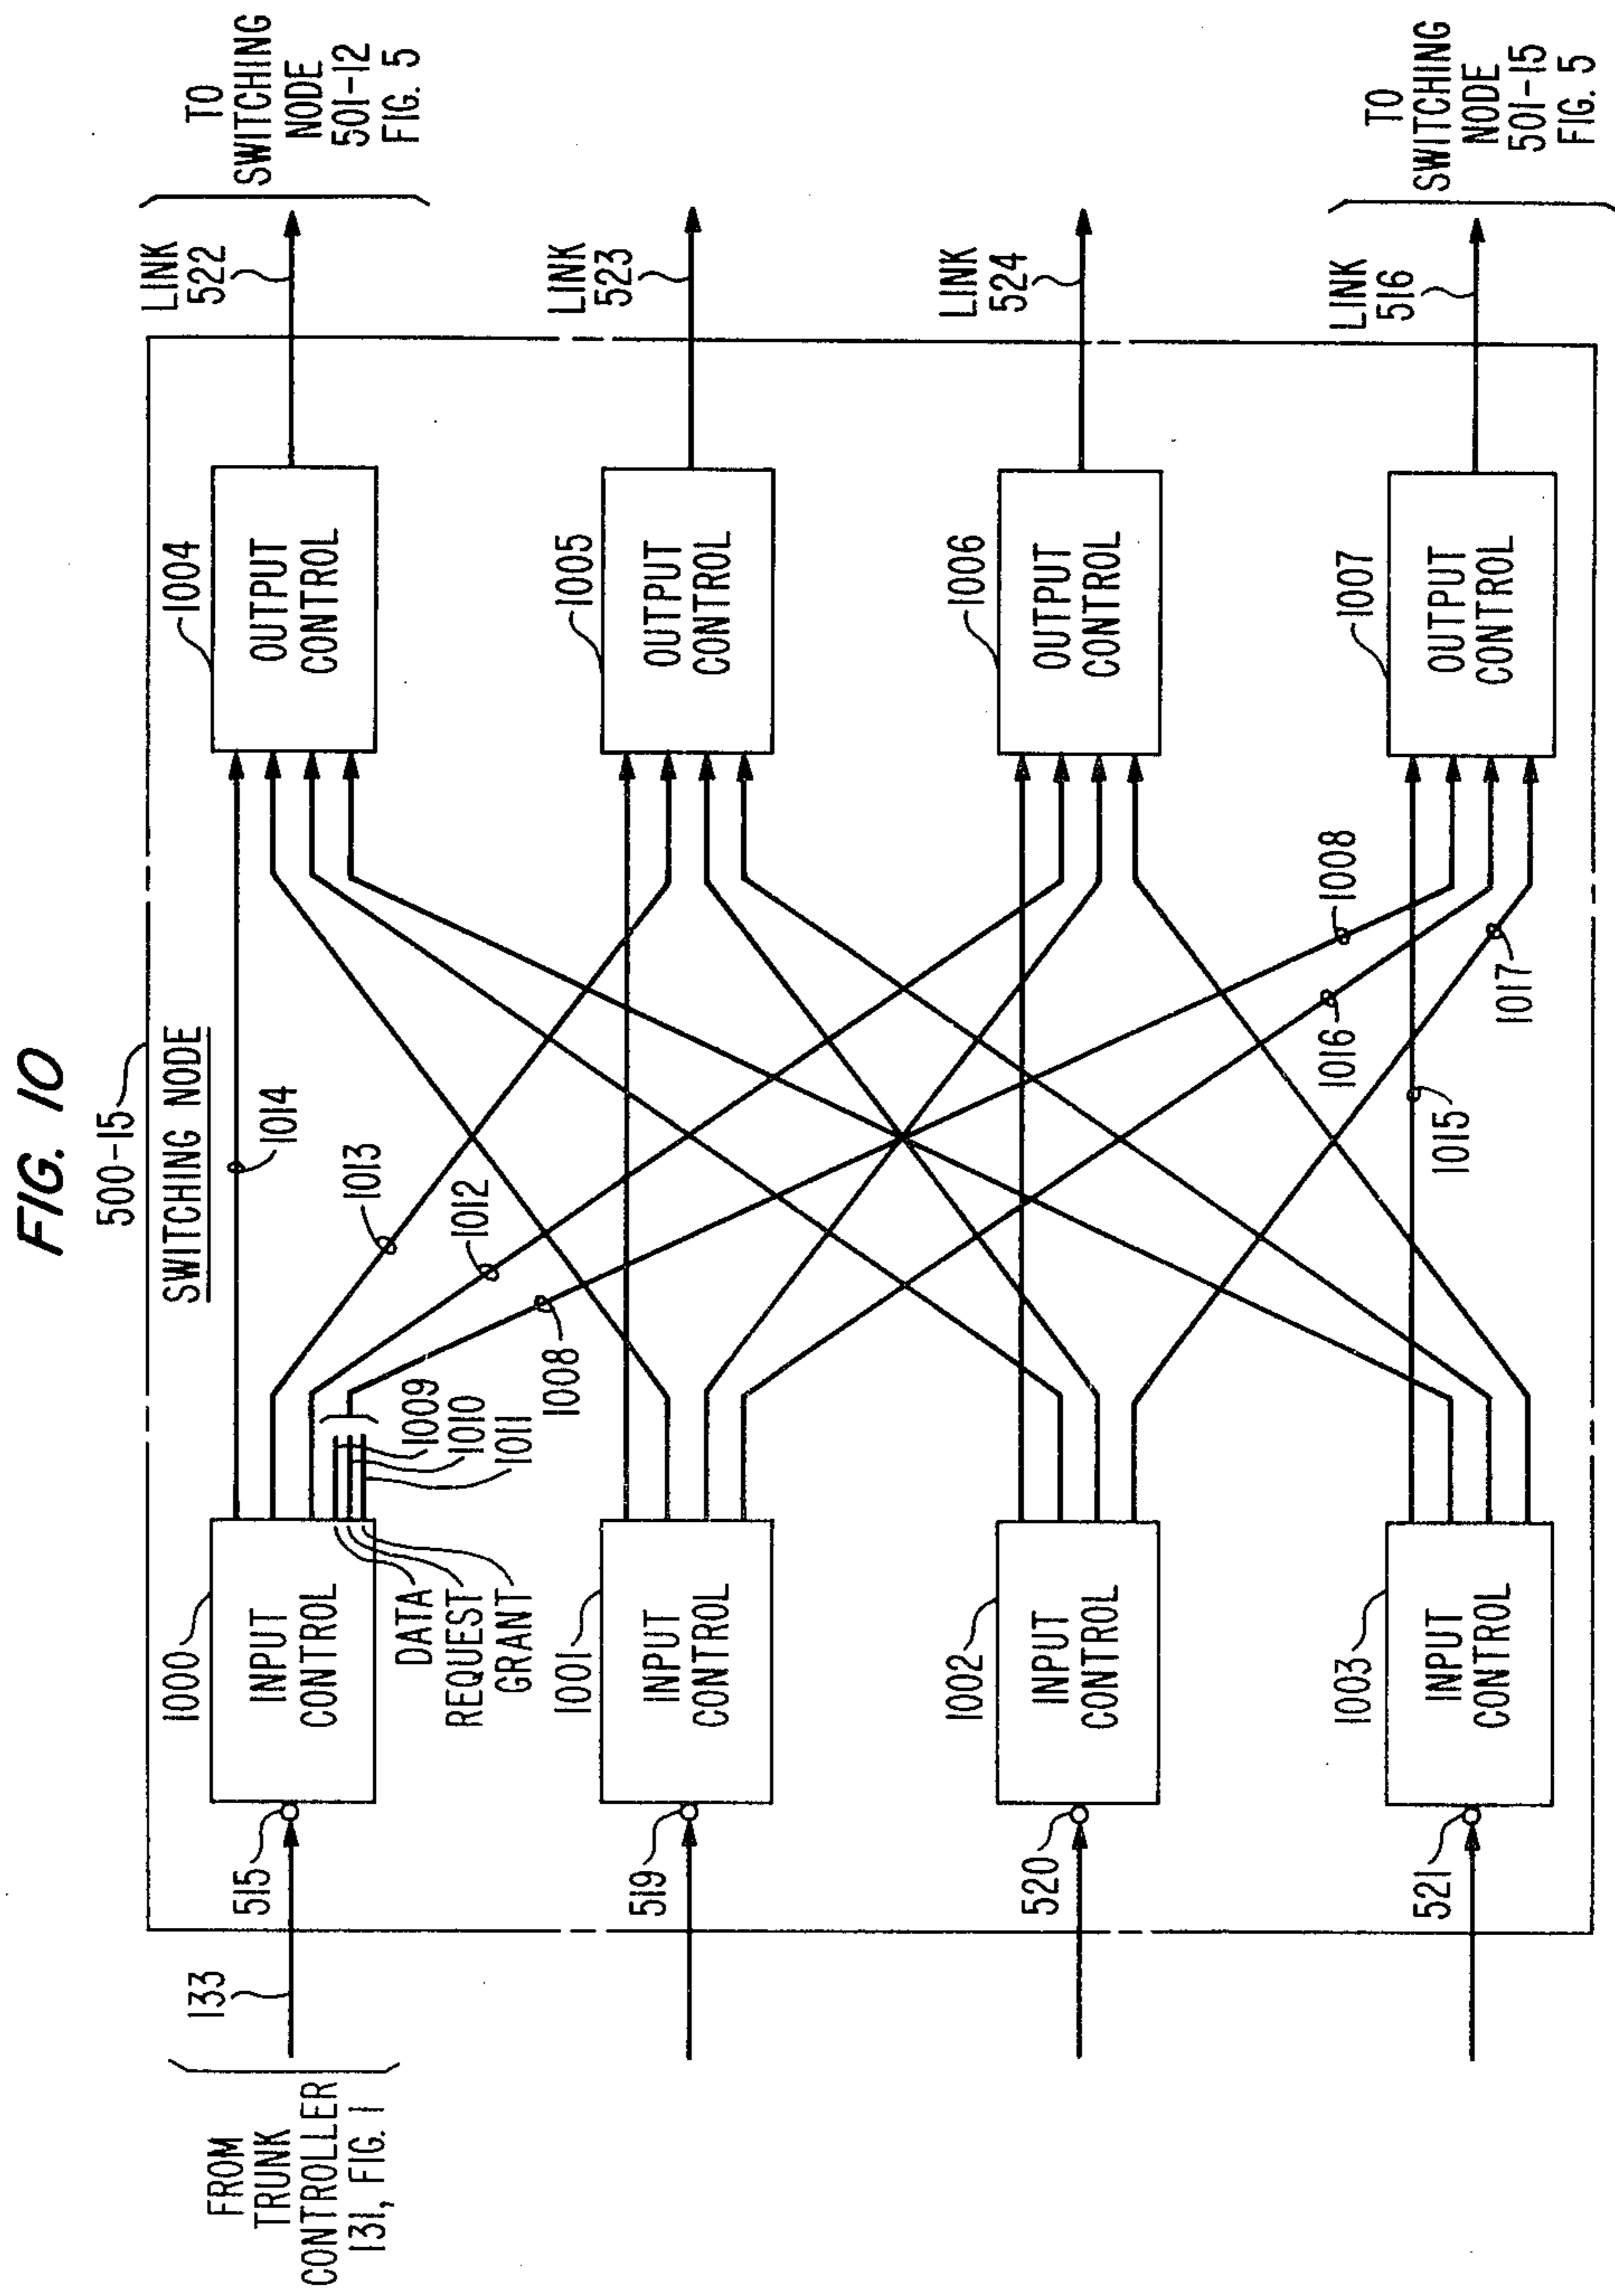 FIG. 10
500-15
SWITCHING NODE
FROM
TRUNK
CONTROLLER
131, FIG. 1
133
515
1000
INPUT
CONTROL
DATA
REQUEST
GRANT
1009
1010
1011
1014
1013
1012
1008
1004
OUTPUT
CONTROL
LINK
522
TO
SWITCHING
NODE
501-12
FIG. 5
519
1001
INPUT
CONTROL
1005
OUTPUT
CONTROL
LINK
523
520
1002
INPUT
CONTROL
1006
OUTPUT
CONTROL
LINK
524
521
1003
INPUT
CONTROL
1015
1016
1008
1017
1007
OUTPUT
CONTROL
LINK
516
TO
SWITCHING
NODE
501-15
FIG. 5